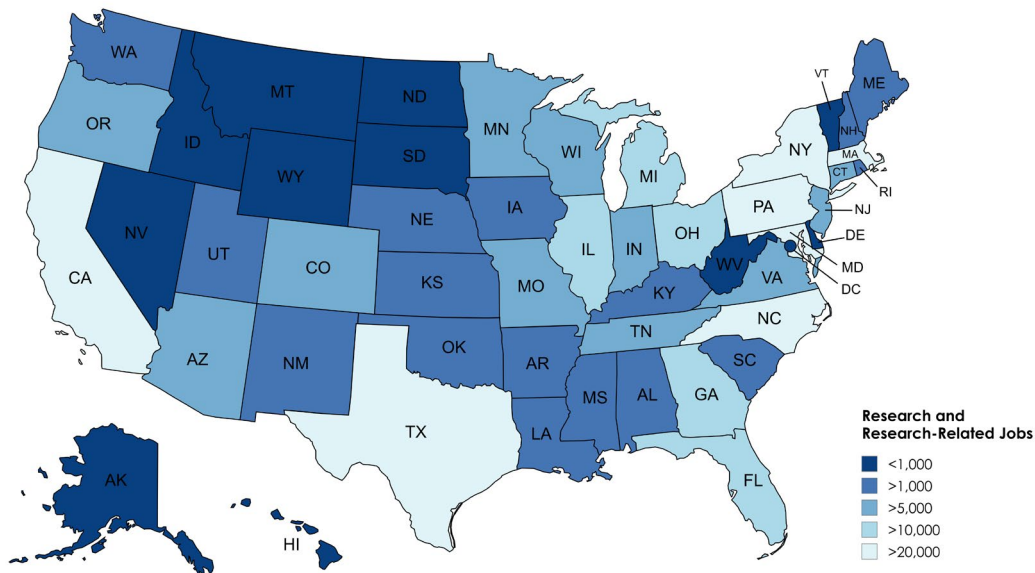 WA
MT
ND
MN
VT
ME
OR
ID
SD
WI
NH
NY
MA
WY
MI
CT
RI
NE
IA
PA
NJ
NV
UT
IL
IN
OH
DE
CA
CO
WV
MD
KS
MO
VA
DC
KY
NC
TN
AZ
NM
OK
AR
SC
MS
AL
GA
TX
LA
FL
AK
HI
Research and
Research-Related Jobs
<1,000
>1,000
>5,000
>10,000
>20,000